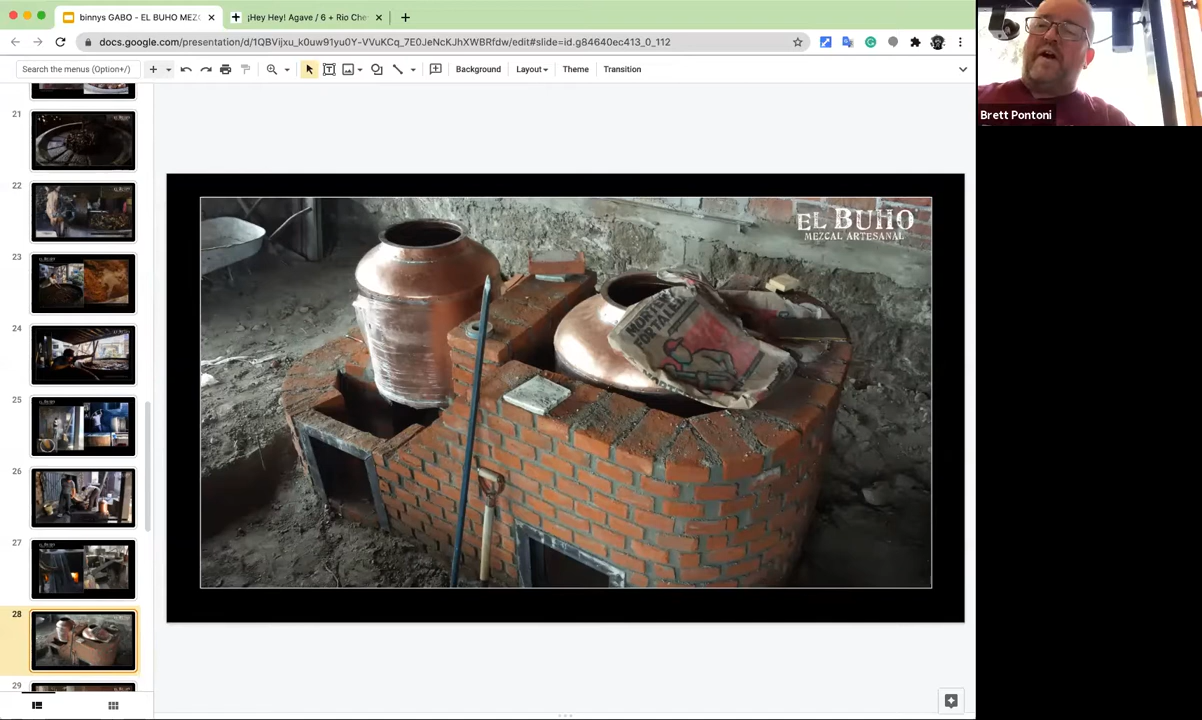 binnys GABO - EL BUHO MEZC
¡Hey Hey! Agave / 6 + Rio Che
docs.google.com/presentation/d/1QBVijxu_k0uw91yu0Y-VVuKCq_7E0JeNcKJhXWBRfdw/edit#slide=id.g84640ec413_0_112
Search the menus (Option+/)
Background
Layout
Theme
Transition
Brett Pontoni
21
22
23
24
25
26
27
28
29
EL BUHO
MEZCAL ARTESANAL